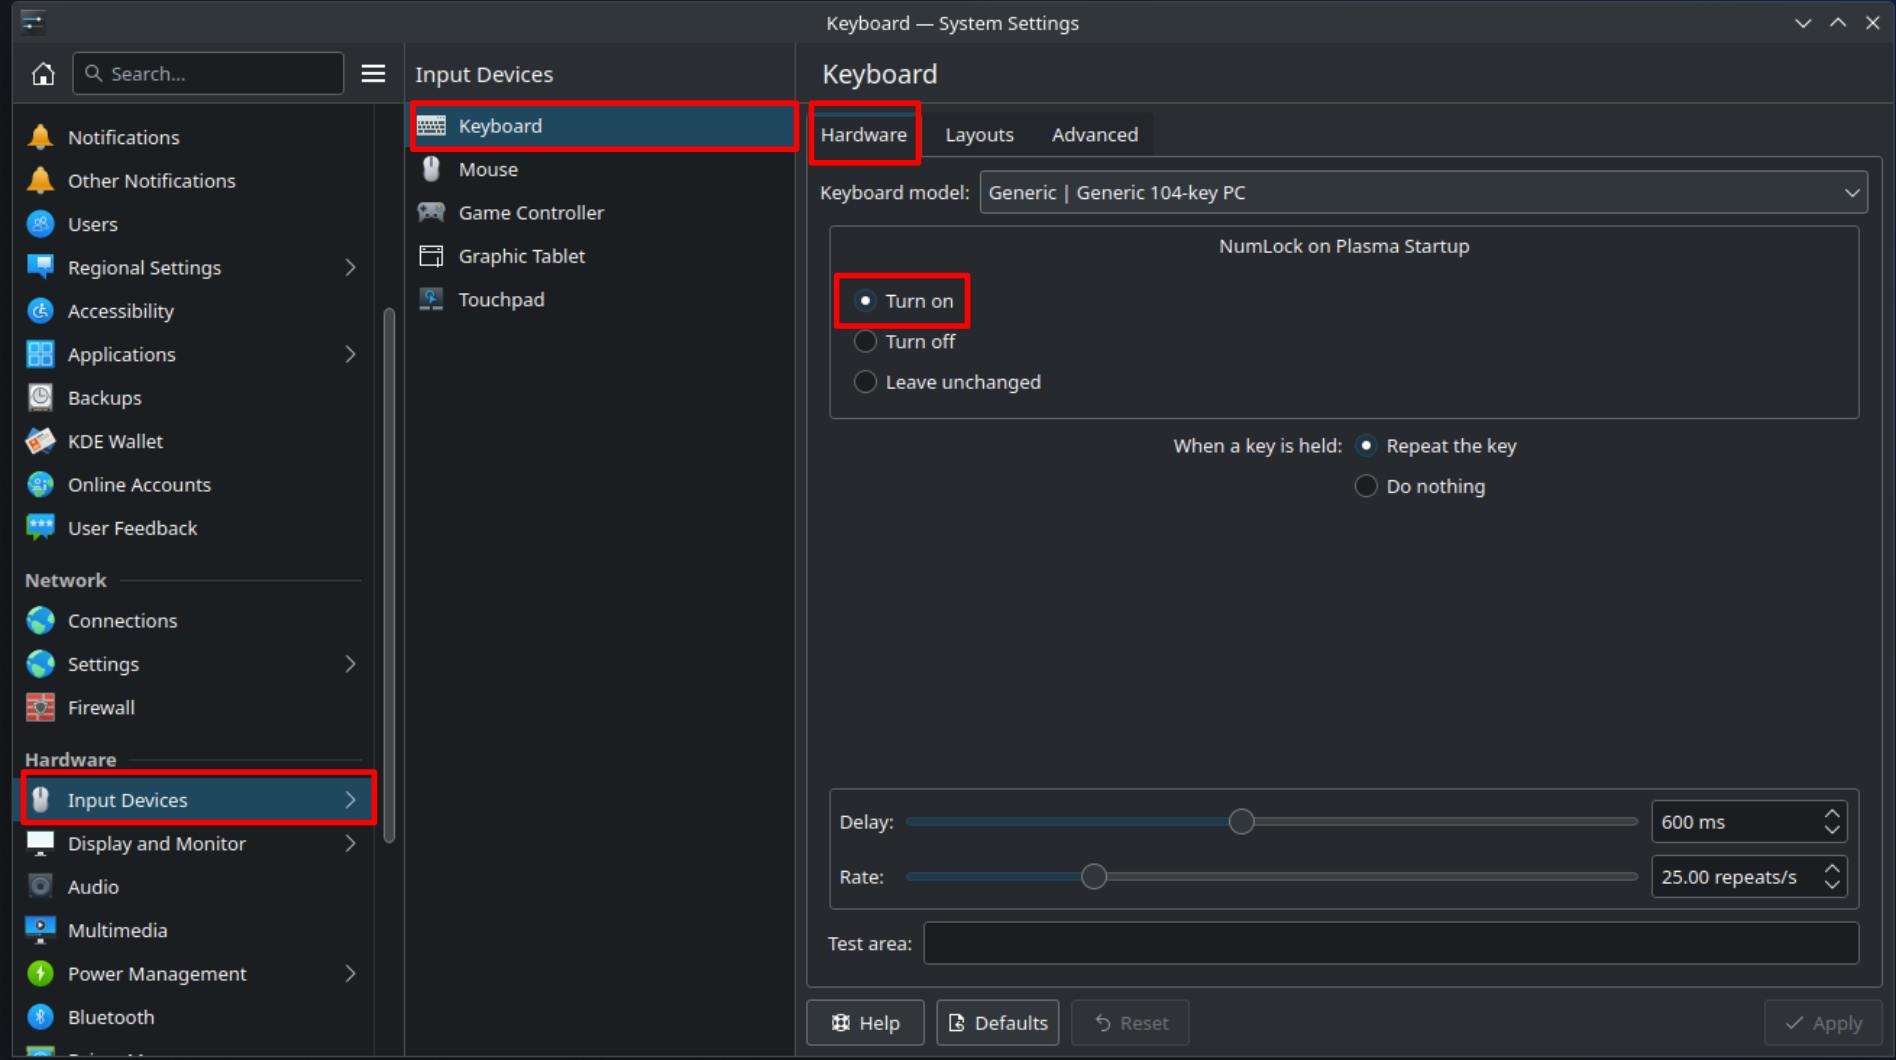 Keyboard — System Settings
Search...
Input Devices
Keyboard
Notifications
Other Notifications
Users
Regional Settings
Accessibility
Applications
Backups
KDE Wallet
Online Accounts
User Feedback
Network
Connections
Settings
Firewall
Hardware
Input Devices
Display and Monitor
Audio
Multimedia
Power Management
Bluetooth
Keyboard
Mouse
Game Controller
Graphic Tablet
Touchpad
Hardware Layouts Advanced
Keyboard model: Generic | Generic 104-key PC
NumLock on Plasma Startup
Turn on
Turn off
Leave unchanged
When a key is held: Repeat the key
Do nothing
Delay: 600 ms
Rate: 25.00 repeats/s
Test area:
Help Defaults Reset Apply